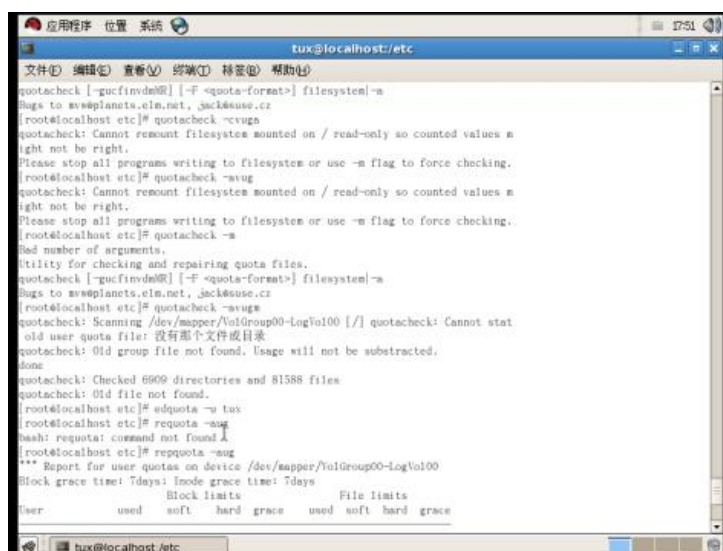 应用程序 位置 系统
17:51
tux@localhost:/etc
文件(F) 编辑(E) 查看(V) 终端(T) 标签(B) 帮助(H)
quotacheck [-gucfinvdmMR] [-F <quota-format>] filesystem|-a
Bugs to mvw@planets.elm.net, jack@suse.cz
[root@localhost etc]# quotacheck -cvuga
quotacheck: Cannot remount filesystem mounted on / read-only so counted values m
ight not be right.
Please stop all programs writing to filesystem or use -m flag to force checking.
[root@localhost etc]# quotacheck -avug
quotacheck: Cannot remount filesystem mounted on / read-only so counted values m
ight not be right.
Please stop all programs writing to filesystem or use -m flag to force checking.
[root@localhost etc]# quotacheck -m
Bad number of arguments.
Utility for checking and repairing quota files.
quotacheck [-gucfinvdmMR] [-F <quota-format>] filesystem|-a
Bugs to mvw@planets.elm.net, jack@suse.cz
[root@localhost etc]# quotacheck -avugm
quotacheck: Scanning /dev/mapper/VolGroup00-LogVol00 [/] quotacheck: Cannot stat
old user quota file: 没有那个文件或目录
quotacheck: Old group file not found. Usage will not be substracted.
done
quotacheck: Checked 6909 directories and 81588 files
quotacheck: Old file not found.
[root@localhost etc]# edquota -u tux
[root@localhost etc]# requota -aug
bash: requota: command not found
[root@localhost etc]# repquota -aug
*** Report for user quotas on device /dev/mapper/VolGroup00-LogVol00
Block grace time: 7days; Inode grace time: 7days
Block limits File limits
User used soft hard grace used soft hard grace
tux@localhost:/etc